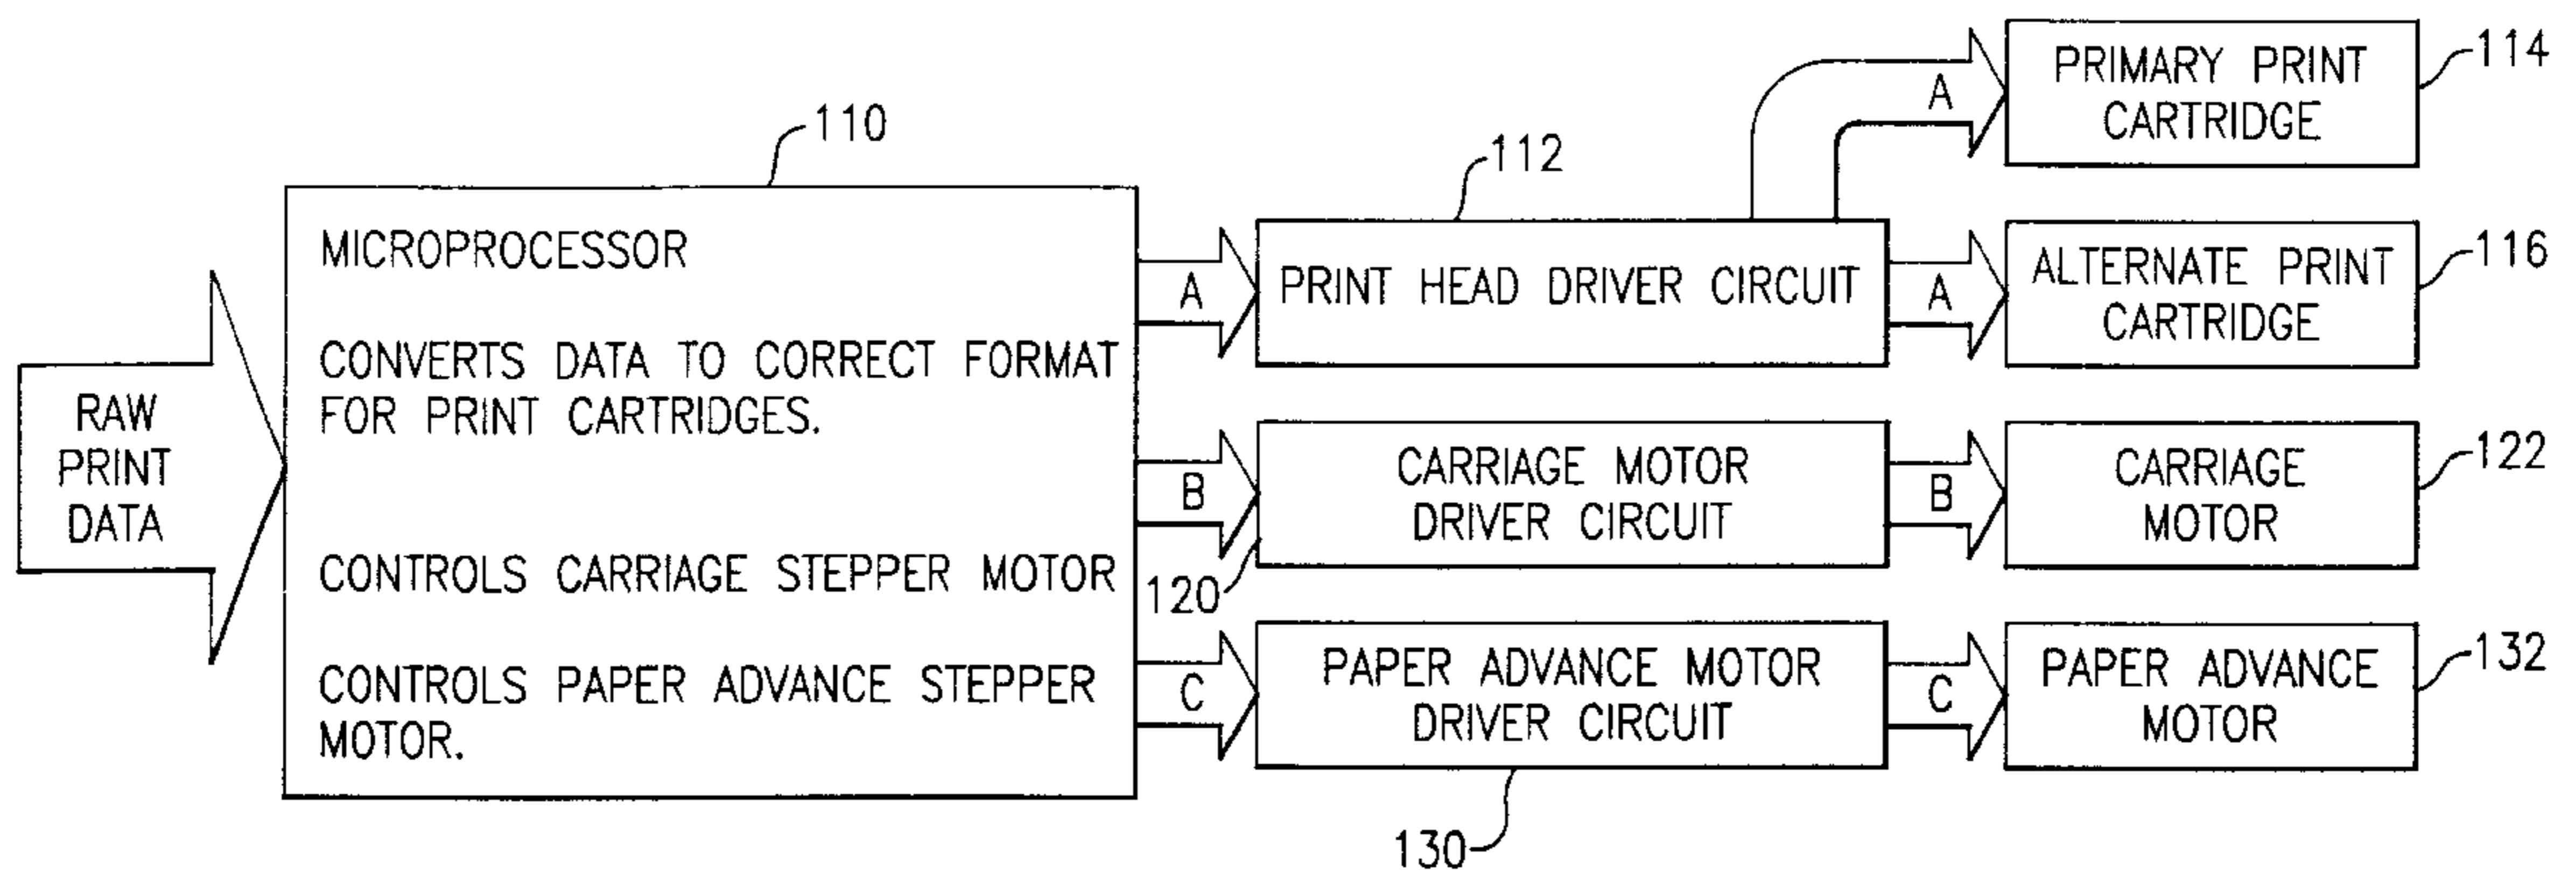 RAW
PRINT
DATA
110
MICROPROCESSOR
CONVERTS DATA TO CORRECT FORMAT
FOR PRINT CARTRIDGES.
CONTROLS CARRIAGE STEPPER MOTOR
CONTROLS PAPER ADVANCE STEPPER
MOTOR.
A
112
PRINT HEAD DRIVER CIRCUIT
A
PRIMARY PRINT
CARTRIDGE
114
A
ALTERNATE PRINT
CARTRIDGE
116
B
120
CARRIAGE MOTOR
DRIVER CIRCUIT
B
CARRIAGE
MOTOR
122
C
PAPER ADVANCE MOTOR
DRIVER CIRCUIT
130
C
PAPER ADVANCE
MOTOR
132